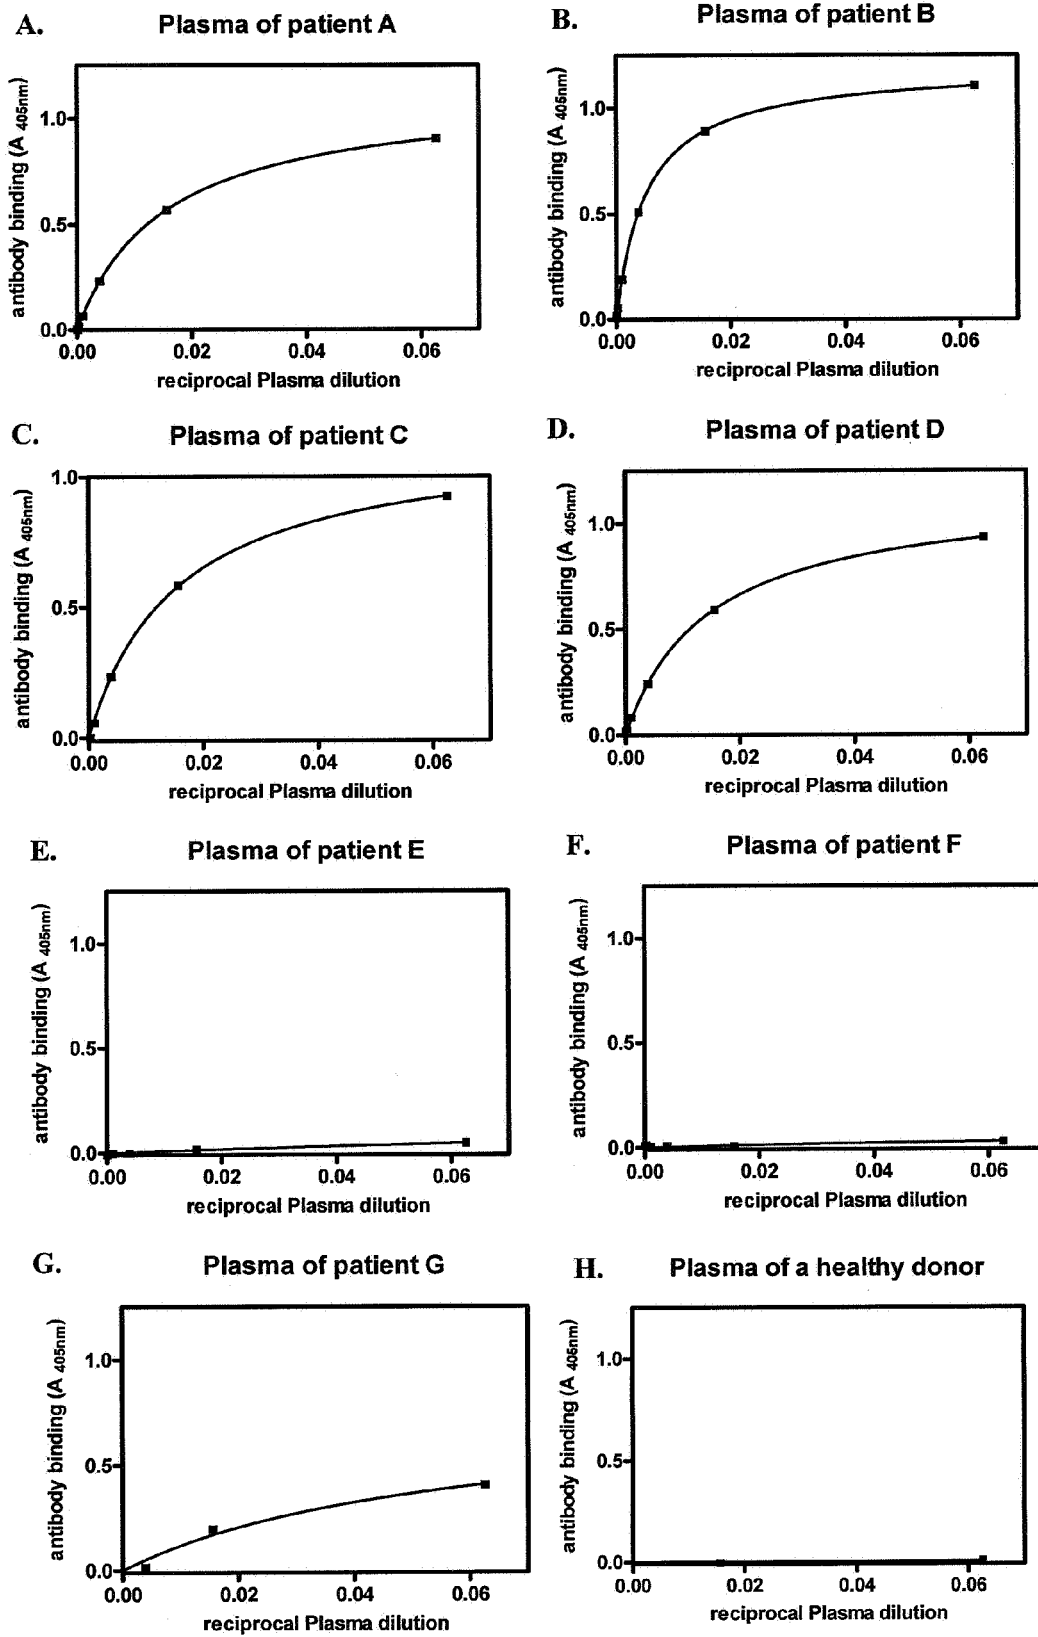 A.
Plasma of patient A
antibody binding (A 405nm)
1.0
0.5
0.0
0.00 0.02 0.04 0.06
reciprocal Plasma dilution
B.
Plasma of patient B
antibody binding (A 405nm)
1.0
0.5
0.0
0.00 0.02 0.04 0.06
reciprocal Plasma dilution
C.
Plasma of patient C
antibody binding (A 405nm)
1.0
0.5
0.0
0.00 0.02 0.04 0.06
reciprocal Plasma dilution
D.
Plasma of patient D
antibody binding (A 405nm)
1.0
0.5
0.0
0.00 0.02 0.04 0.06
reciprocal Plasma dilution
E.
Plasma of patient E
antibody binding (A 405nm)
1.0
0.5
0.0
0.00 0.02 0.04 0.06
reciprocal Plasma dilution
F.
Plasma of patient F
antibody binding (A 405nm)
1.0
0.5
0.0
0.00 0.02 0.04 0.06
reciprocal Plasma dilution
G.
Plasma of patient G
antibody binding (A 405nm)
1.0
0.5
0.0
0.00 0.02 0.04 0.06
reciprocal Plasma dilution
H.
Plasma of a healthy donor
antibody binding (A 405nm)
1.0
0.5
0.0
0.00 0.02 0.04 0.06
reciprocal Plasma dilution